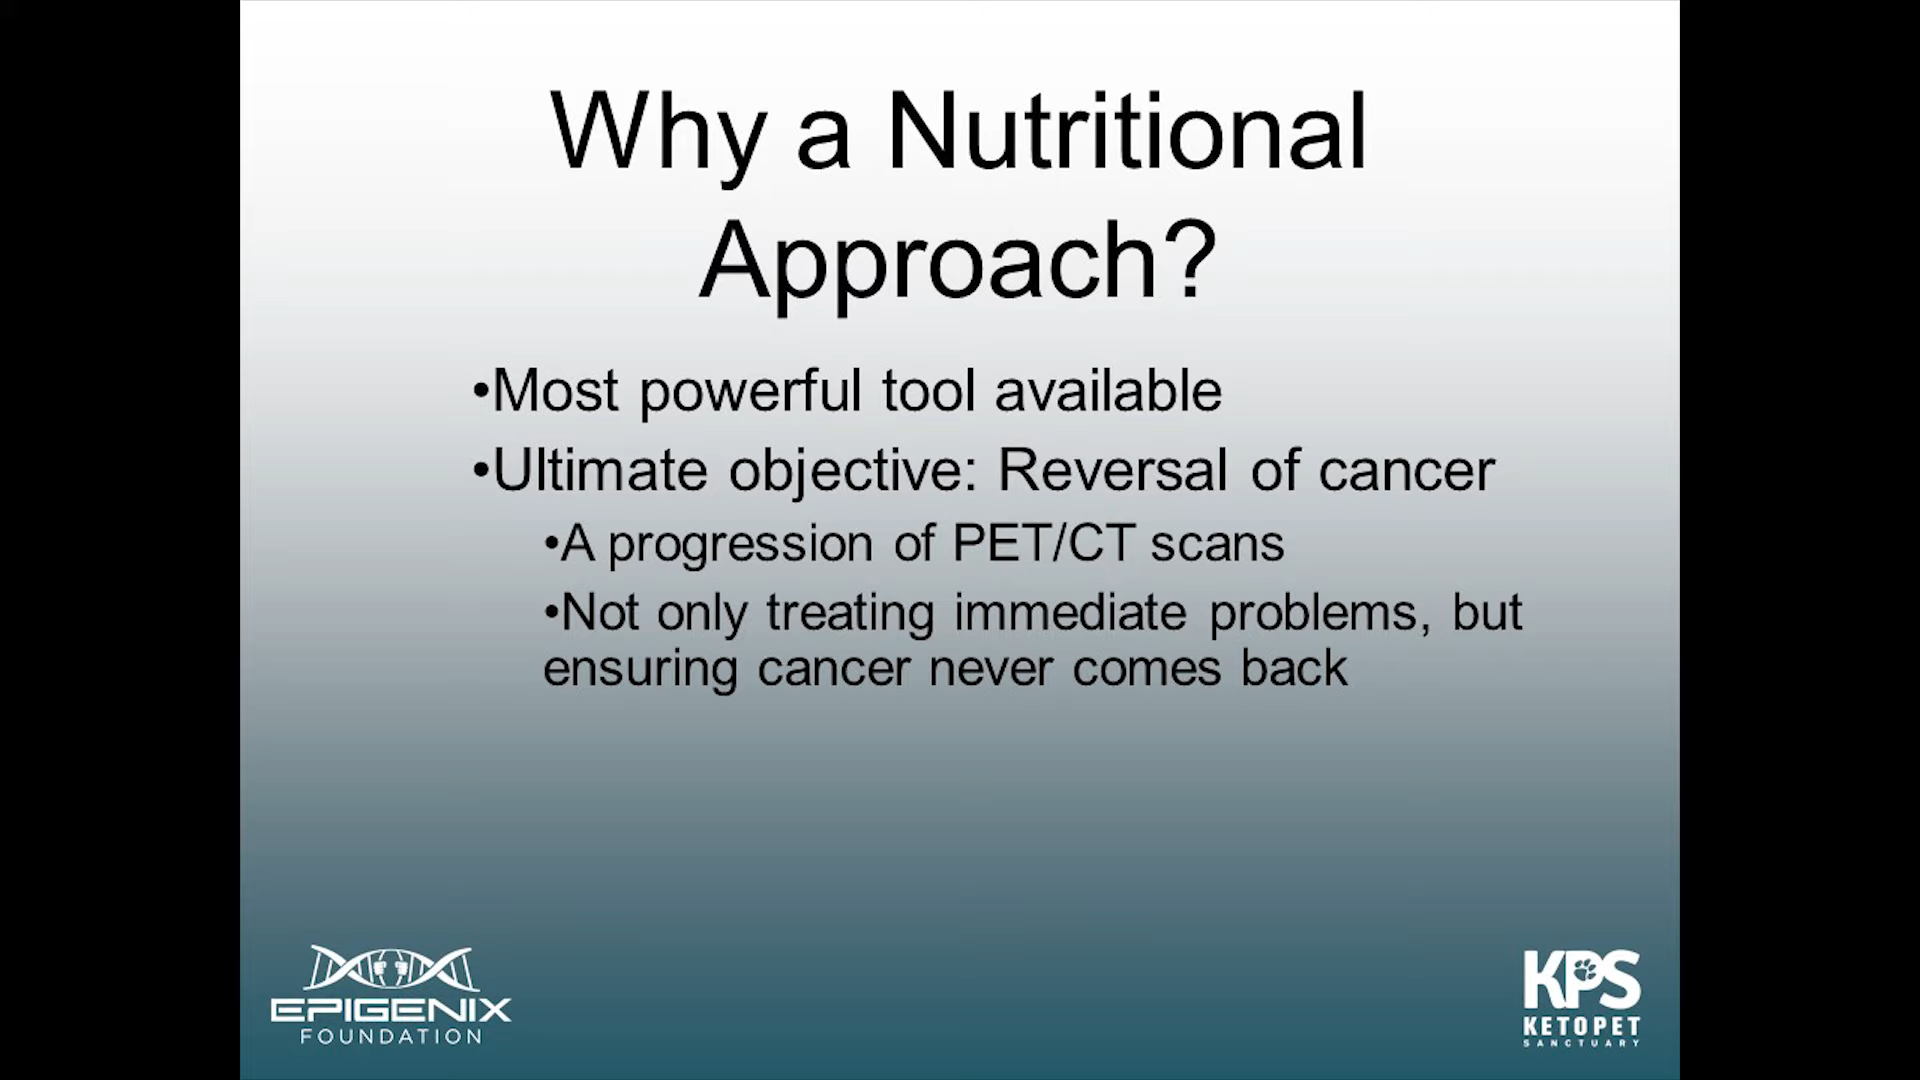 Why a Nutritional
Approach?
•Most powerful tool available
•Ultimate objective: Reversal of cancer
•A progression of PET/CT scans
•Not only treating immediate problems, but
ensuring cancer never comes back
EPIGENIX
FOUNDATION
KPS
KETOPET
SANCTUARY